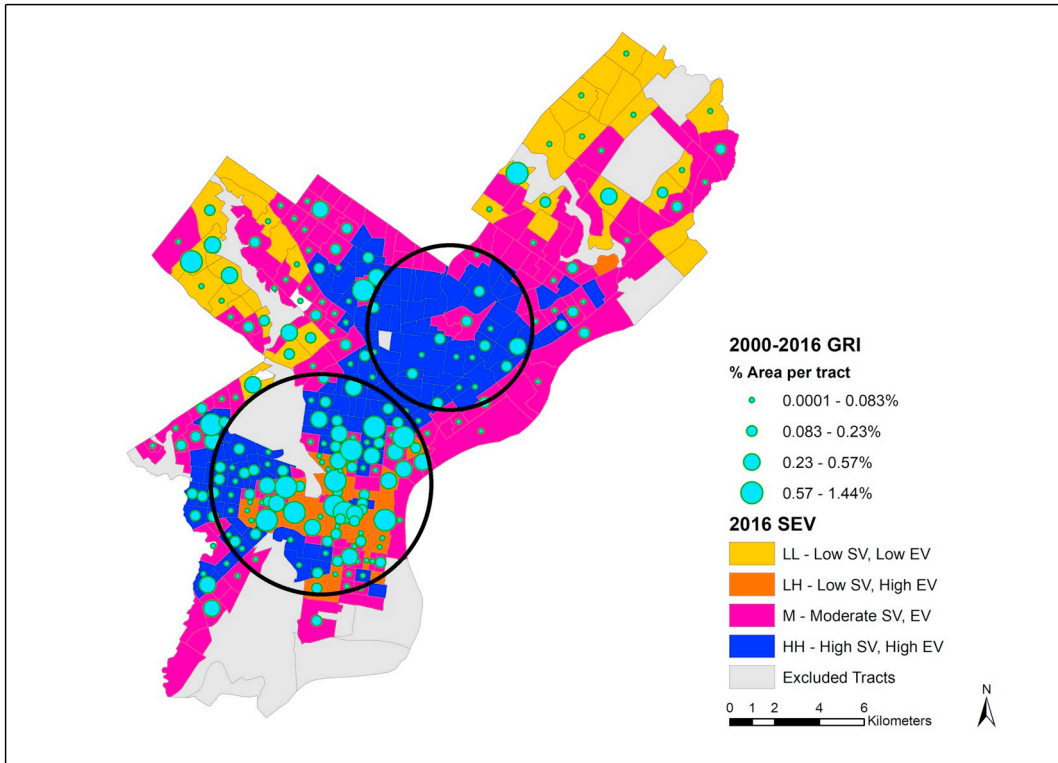 2000-2016 GRI
% Area per tract
0.0001 - 0.083%
0.083 - 0.23%
0.23 - 0.57%
0.57 - 1.44%
2016 SEV
LL - Low SV, Low EV
LH - Low SV, High EV
M - Moderate SV, EV
HH - High SV, High EV
Excluded Tracts
0 1 2 4 6
Kilometers
N